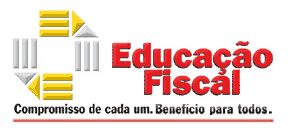 Educação
Fiscal
Compromisso de cada um. Benefício para todos.